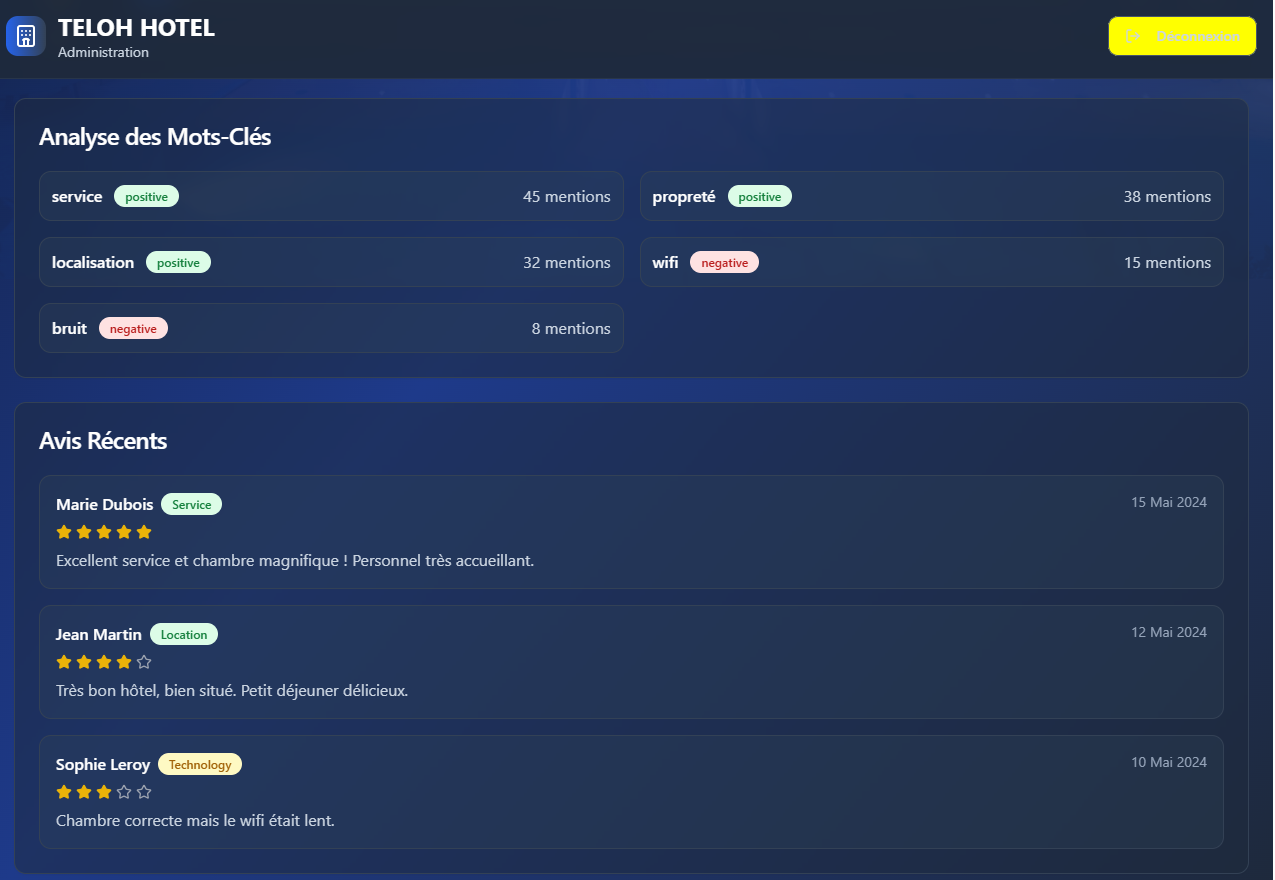 TELOH HOTEL
Administration
Déconnexion
Analyse des Mots-Clés
service positive 45 mentions
propreté positive 38 mentions
localisation positive 32 mentions
wifi negative 15 mentions
bruit negative 8 mentions
Avis Récents
Marie Dubois Service 15 Mai 2024
Excellent service et chambre magnifique ! Personnel très accueillant.
Jean Martin Location 12 Mai 2024
Très bon hôtel, bien situé. Petit déjeuner délicieux.
Sophie Leroy Technology 10 Mai 2024
Chambre correcte mais le wifi était lent.